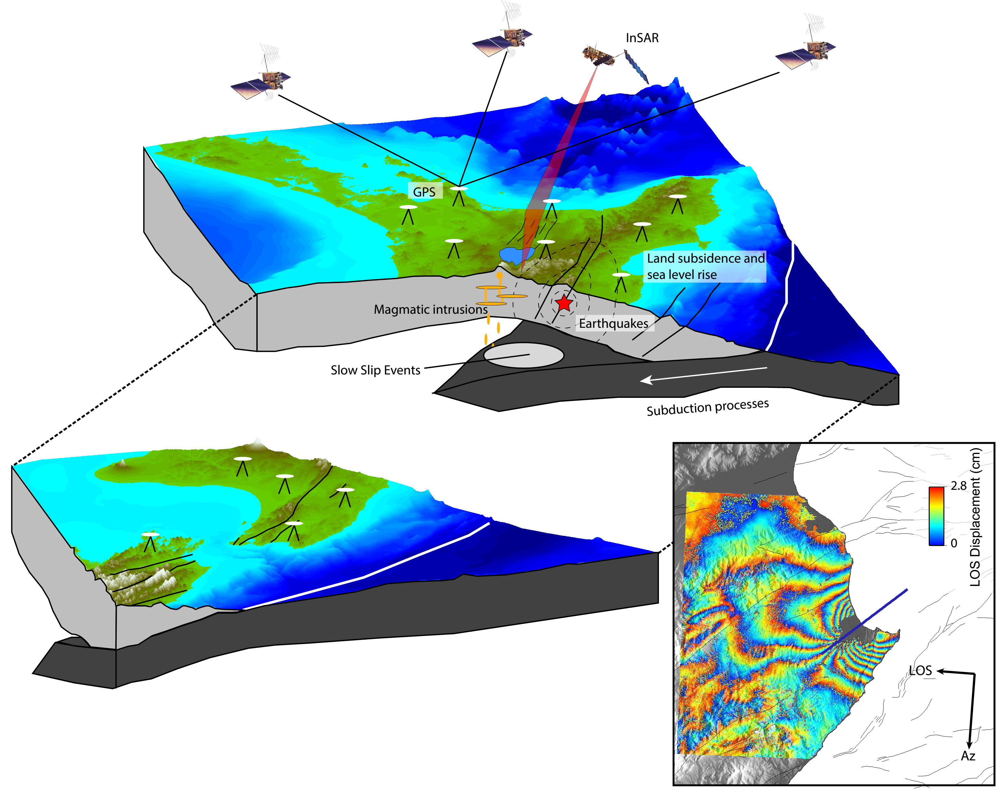 InSAR
GPS
Land subsidence and
sea level rise
Magmatic intrusions
Earthquakes
Slow Slip Events
Subduction processes
LOS Displacement (cm)
2.8
0
LOS
Az